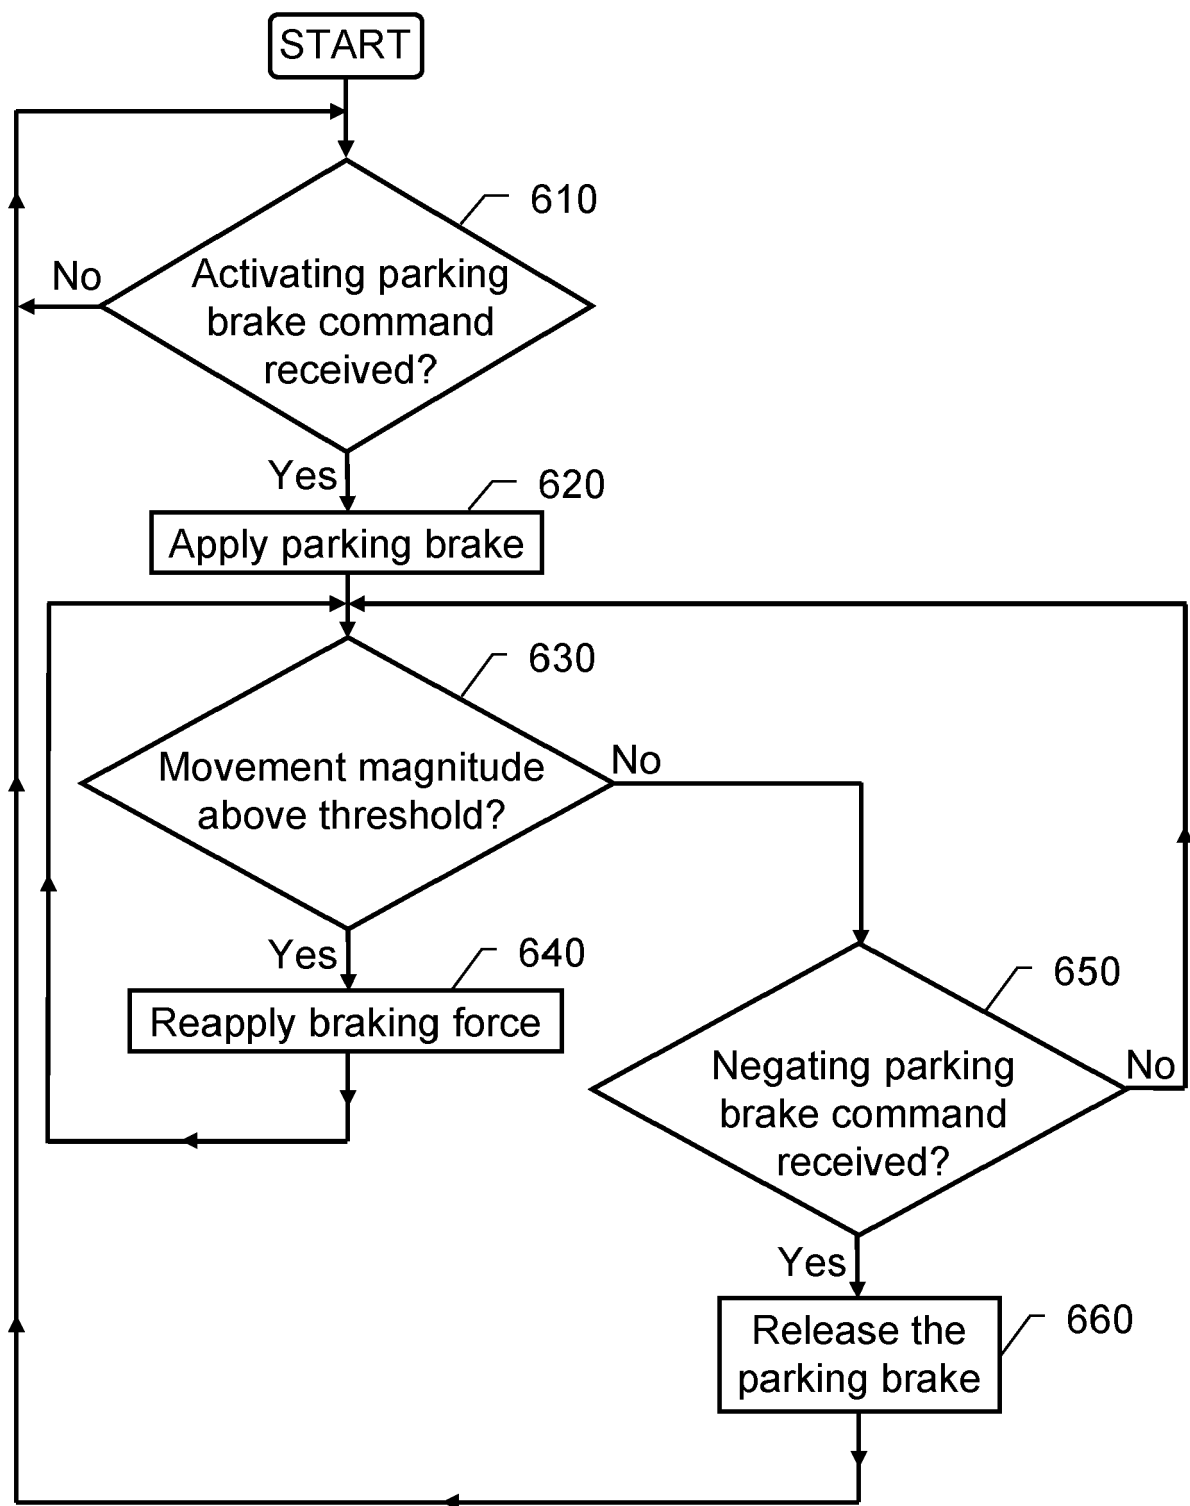 START
610
No
Activating parking
brake command
received?
Yes
620
Apply parking brake
630
No
Movement magnitude
above threshold?
Yes
640
Reapply braking force
650
No
Negating parking
brake command
received?
Yes
660
Release the
parking brake